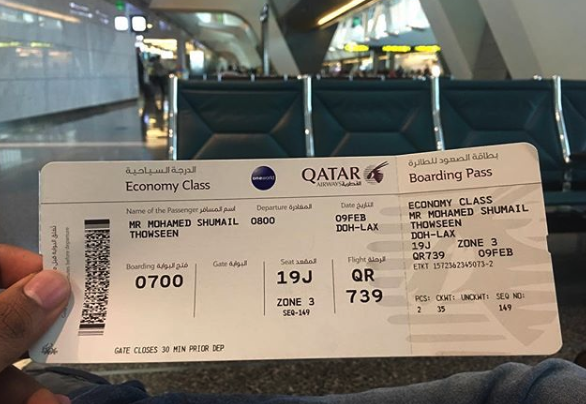 الدرجة السياحية
Economy Class
oneworld
QATAR
AIRWAYS القطرية
بطاقة الصعود للطائرة
Boarding Pass
Name of the Passenger اسم المسافر
Departure المغادرة
Date التاريخ
MR MOHAMED SHUMAIL
THOWSEEN
0800
09FEB
DOH-LAX
Boarding فتح البوابة
Gate البوابة
Seat المقعد
Flight الرحلة
0700
19J
QR
739
ZONE 3
SEQ-149
GATE CLOSES 30 MIN PRIOR DEP
ECONOMY CLASS
MR MOHAMED SHUMAIL
THOWSEEN
DOH-LAX
19J ZONE 3
QR739 09FEB
ETKT 1572362345073-2
PCS: CKWT: UNCKWT: SEQ NO:
2 35 149
before departure